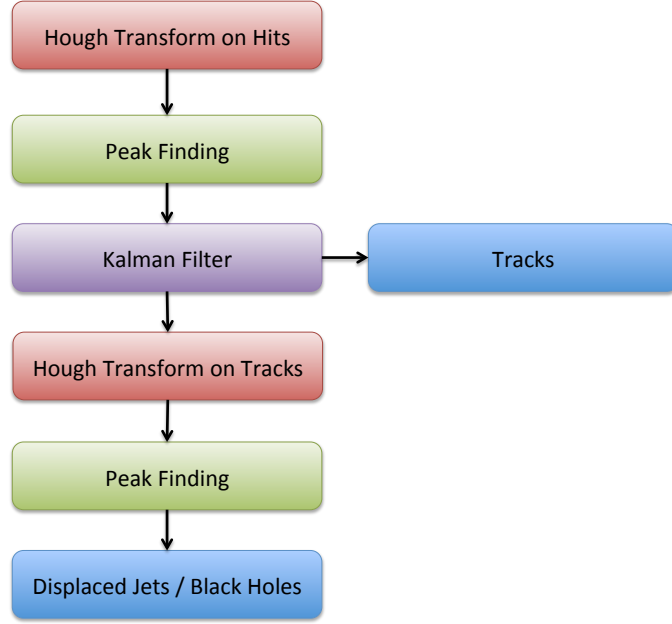 Hough Transform on Hits
Peak Finding
Kalman Filter
Tracks
Hough Transform on Tracks
Peak Finding
Displaced Jets / Black Holes